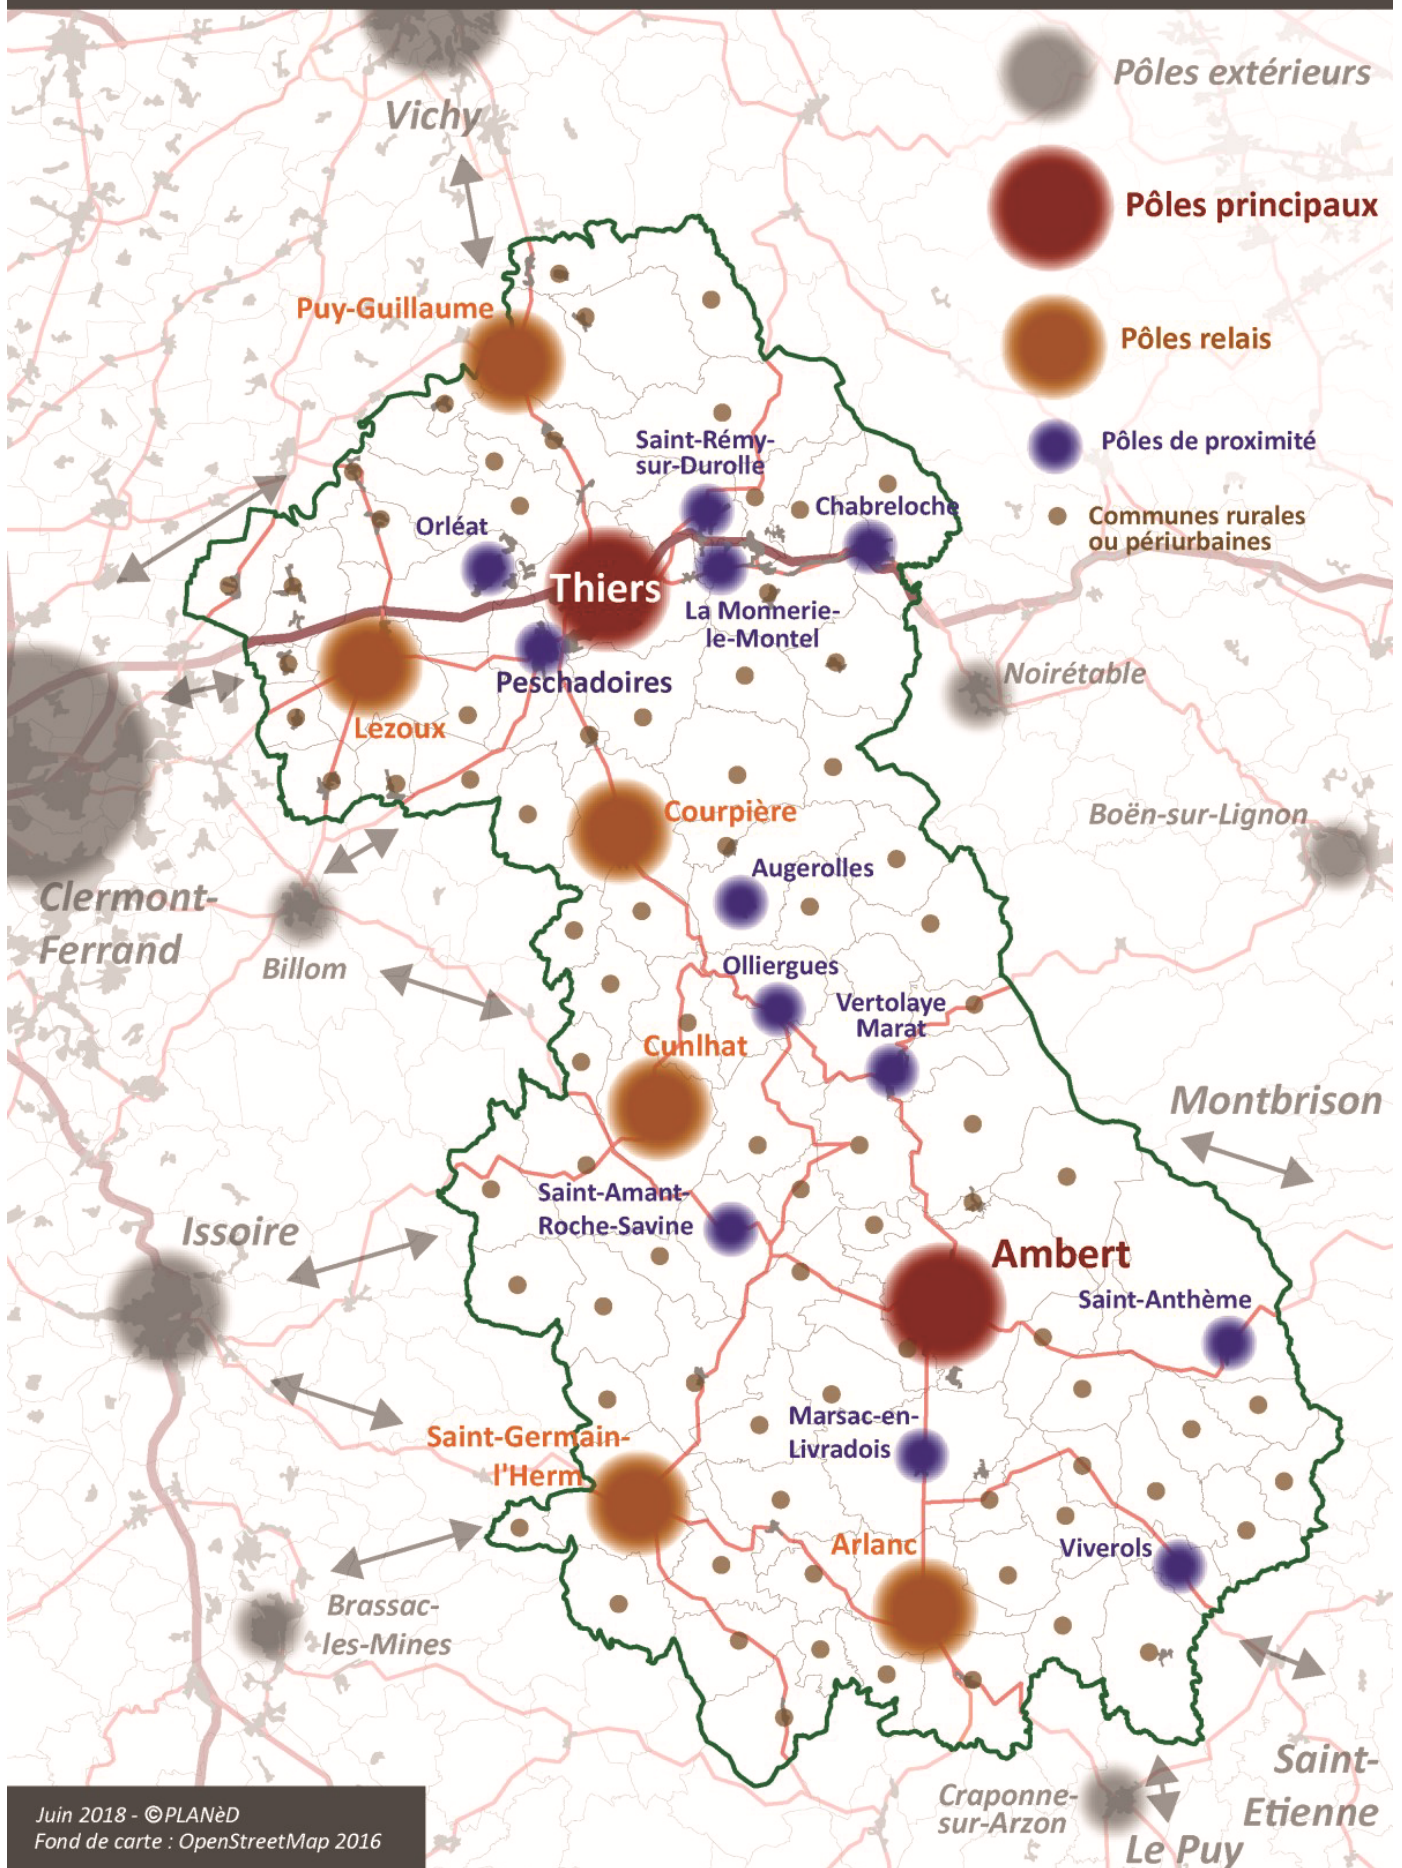 Vichy
Pôles extérieurs
Pôles principaux
Pôles relais
Pôles de proximité
Communes rurales
ou périurbaines
Puy-Guillaume
Saint-Rémy-
sur-Durolle
Chabreloche
Orléat
Thiers
La Monnerie-
le-Montel
Peschadoires
Noirétable
Lezoux
Courpière
Boën-sur-Lignon
Augerolles
Clermont-
Ferrand
Billom
Olliergues
Vertolaye
Marat
Cunlhat
Montbrison
Saint-Amant-
Roche-Savine
Issoire
Ambert
Saint-Anthème
Marsac-en-
Livradois
Saint-Germain-
l'Herm
Arlanc
Viverols
Brassac-
les-Mines
Saint-
Etienne
Craponne-
sur-Arzon
Le Puy
Juin 2018 - ©PLANèD
Fond de carte : OpenStreetMap 2016